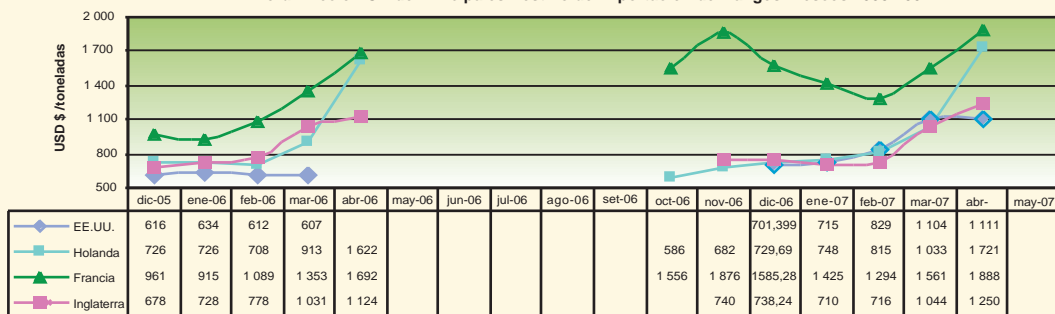 2 000
1 700
1 400
1 100
800
500
USD $ /toneladas
dic-05 ene-06 feb-06 mar-06 abr-06 may-06 jun-06 jul-06 ago-06 set-06 oct-06 nov-06 dic-06 ene-07 feb-07 mar-07 abr- may-07
EE.UU. 616 634 612 607 701,399 715 829 1 104 1 111
Holanda 726 726 708 913 1 622 586 682 729,69 748 815 1 033 1 721
Francia 961 915 1 089 1 353 1 692 1 556 1 876 1585,28 1 425 1 294 1 561 1 888
Inglaterra 678 728 778 1 031 1 124 740 738,24 710 716 1 044 1 250